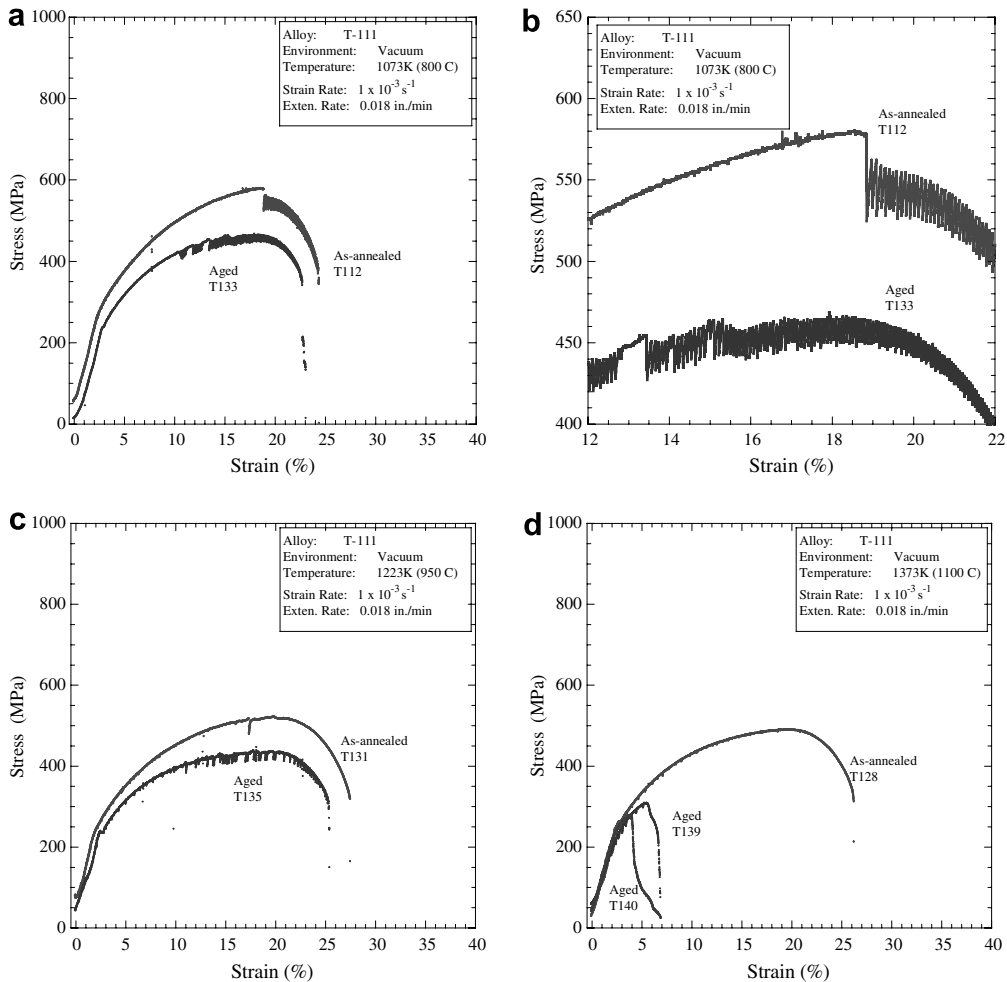 a
Alloy: T-111
Environment: Vacuum
Temperature: 1073K (800 C)
Strain Rate: 1 x 10⁻³ s⁻¹
Exten. Rate: 0.018 in./min
1000
800
600
400
200
0
Stress (MPa)
As-annealed
T112
Aged
T133
0 5 10 15 20 25 30 35 40
Strain (%)
b
Alloy: T-111
Environment: Vacuum
Temperature: 1073K (800 C)
Strain Rate: 1 x 10⁻³ s⁻¹
Exten. Rate: 0.018 in./min
650
600
550
500
450
400
Stress (MPa)
As-annealed
T112
Aged
T133
12 14 16 18 20 22
Strain (%)
c
Alloy: T-111
Environment: Vacuum
Temperature: 1223K (950 C)
Strain Rate: 1 x 10⁻³ s⁻¹
Exten. Rate: 0.018 in./min
1000
800
600
400
200
0
Stress (MPa)
As-annealed
T131
Aged
T135
0 5 10 15 20 25 30 35 40
Strain (%)
d
Alloy: T-111
Environment: Vacuum
Temperature: 1373K (1100 C)
Strain Rate: 1 x 10⁻³ s⁻¹
Exten. Rate: 0.018 in./min
1000
800
600
400
200
0
Stress (MPa)
As-annealed
T128
Aged
T139
Aged
T140
0 5 10 15 20 25 30 35 40
Strain (%)